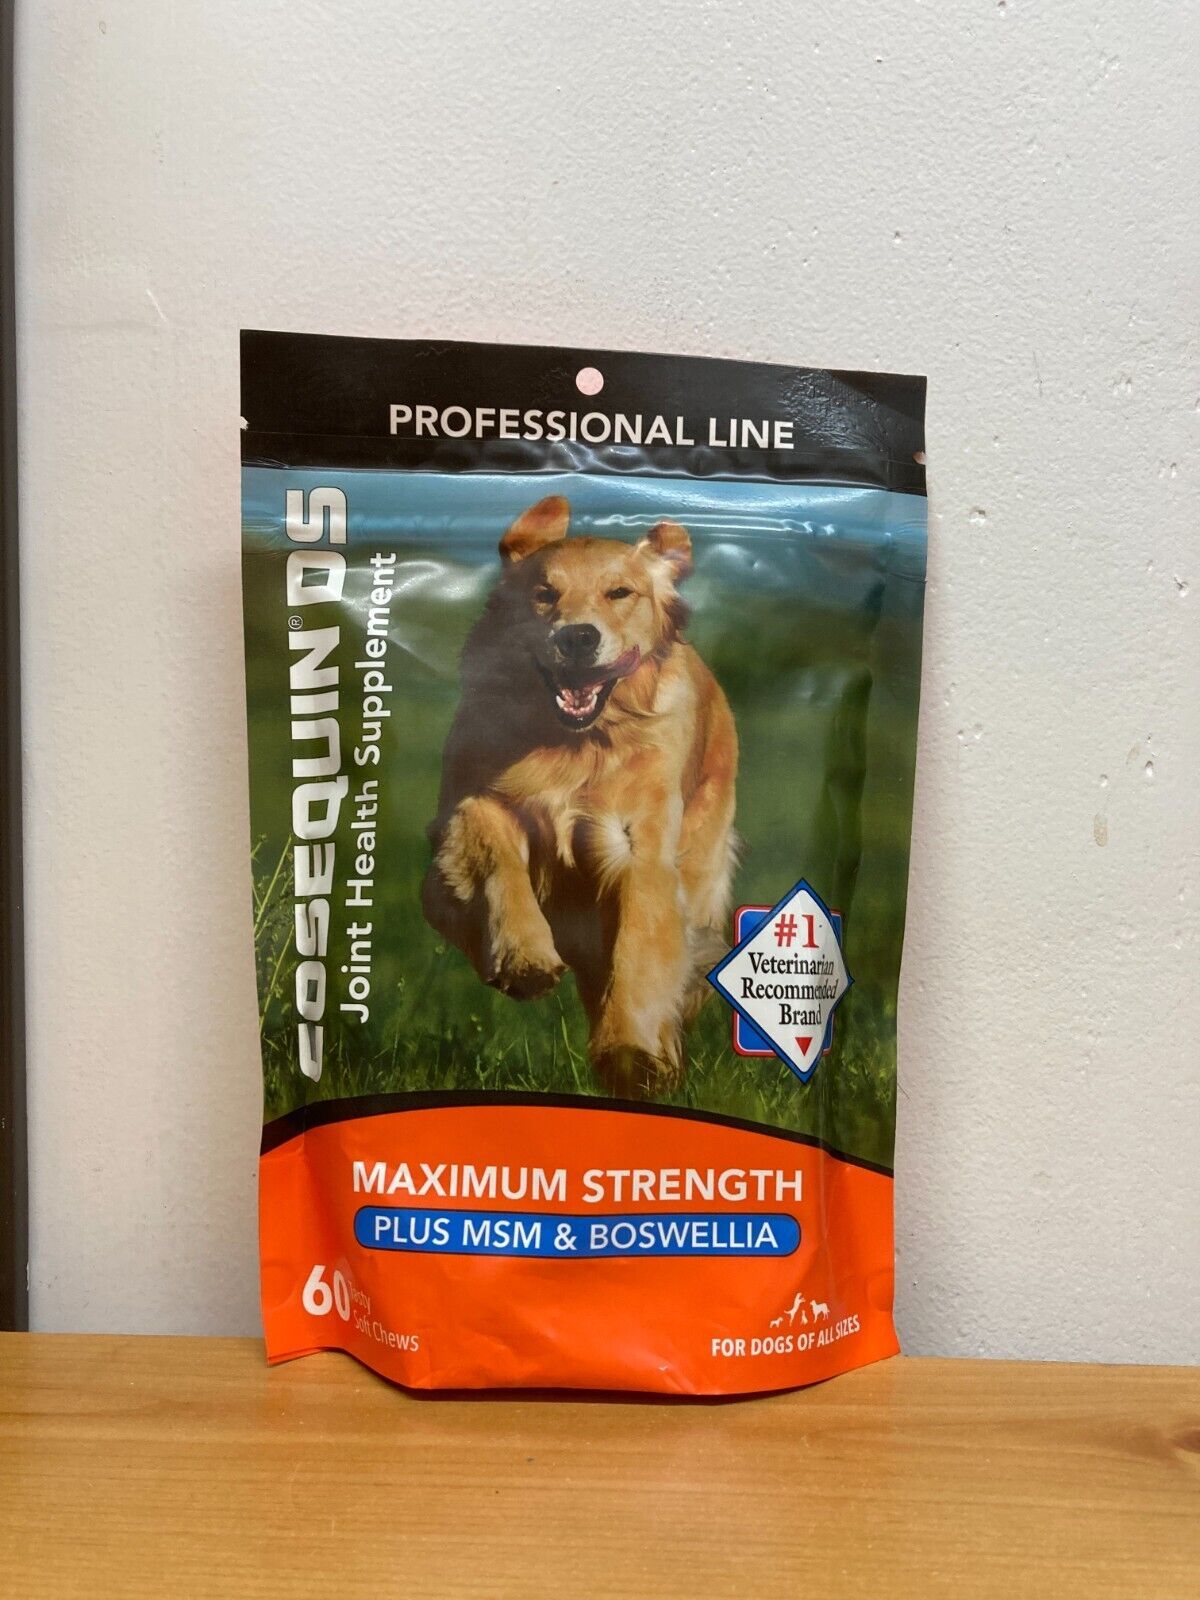 PROFESSIONAL LINE
COSEQUIN® DS
Joint Health Supplement
#1
Veterinarian
Recommended
Brand
MAXIMUM STRENGTH
PLUS MSM & BOSWELLIA
60 Tasty
Soft Chews
FOR DOGS OF ALL SIZES